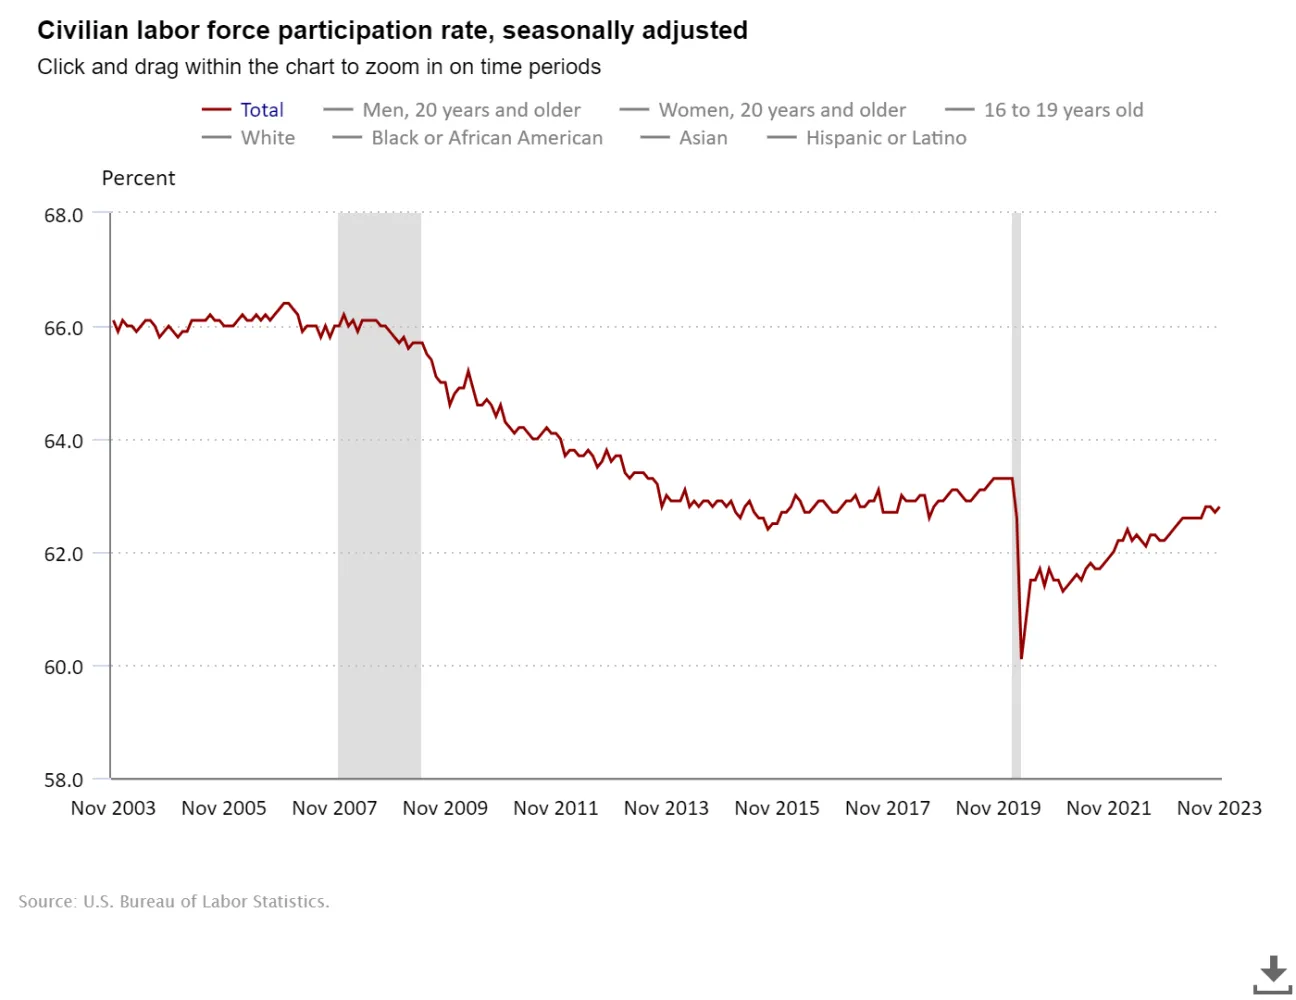 Civilian labor force participation rate, seasonally adjusted
Click and drag within the chart to zoom in on time periods
Total Men, 20 years and older Women, 20 years and older 16 to 19 years old
White Black or African American Asian Hispanic or Latino
Percent
68.0
66.0
64.0
62.0
60.0
58.0
Nov 2003 Nov 2005 Nov 2007 Nov 2009 Nov 2011 Nov 2013 Nov 2015 Nov 2017 Nov 2019 Nov 2021 Nov 2023
Source: U.S. Bureau of Labor Statistics.